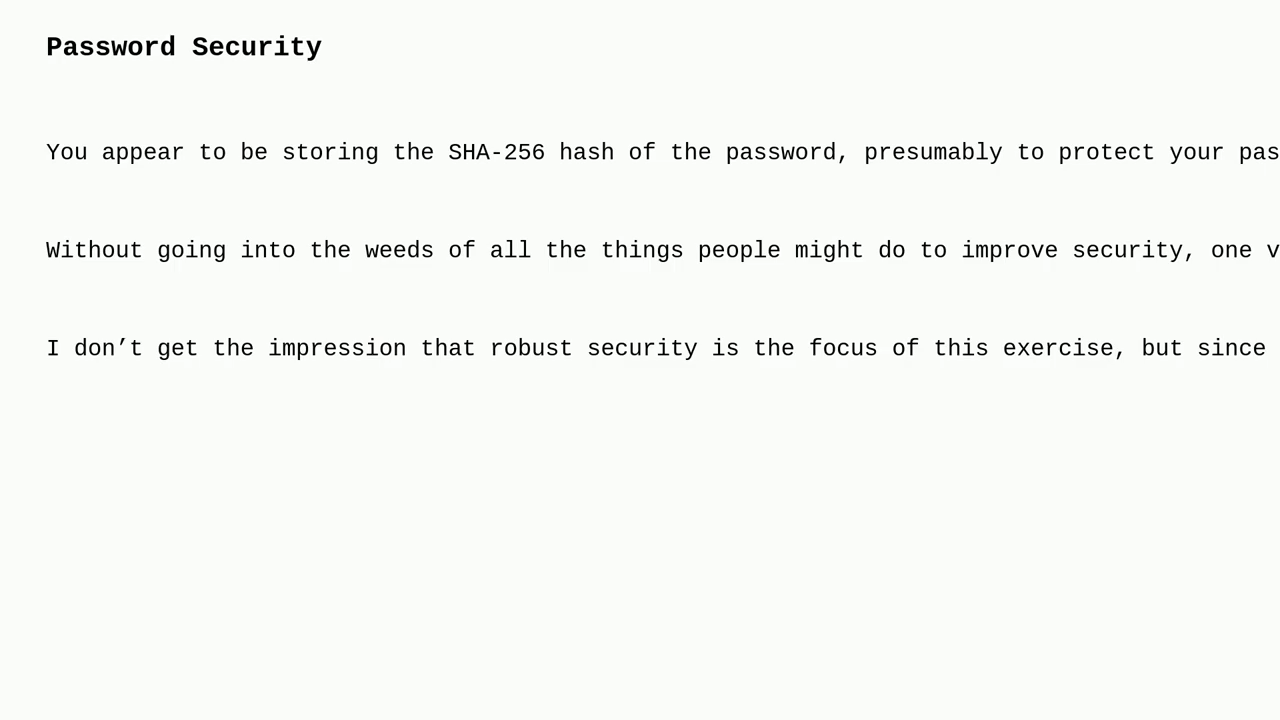 Password Security
You appear to be storing the SHA-256 hash of the password, presumably to protect your pas
Without going into the weeds of all the things people might do to improve security, one v
I don’t get the impression that robust security is the focus of this exercise, but since